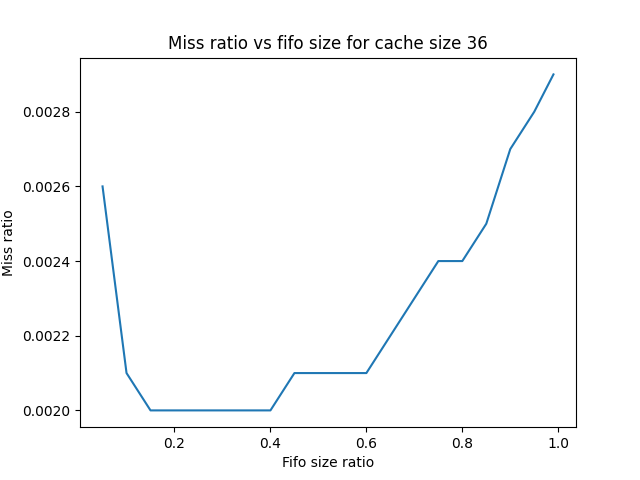 Miss ratio vs fifo size for cache size 36
0.0028
0.0026
0.0024
0.0022
0.0020
Miss ratio
0.2 0.4 0.6 0.8 1.0
Fifo size ratio